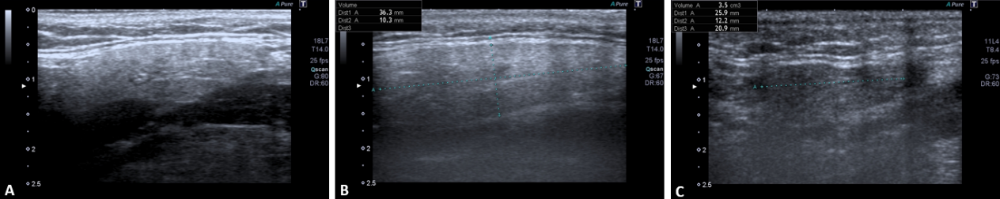 A Pure T
0
18L7
T14.0
25 fps
Qscan
G:80
DR:60
1
2
2.5
A
Volume
Dist1 A 36.3 mm
Dist2 A 10.3 mm
Dist3
A Pure T
0
18L7
T14.0
25 fps
Qscan
G:67
DR:60
1
A
2
2.5
B
Volume A 3.5 cm3
Dist1 A 25.9 mm
Dist2 A 12.2 mm
Dist3 A 20.9 mm
A Pure T
11L4
T8.4
25 fps
G:73
DR:60
1
A
2
2.5
C